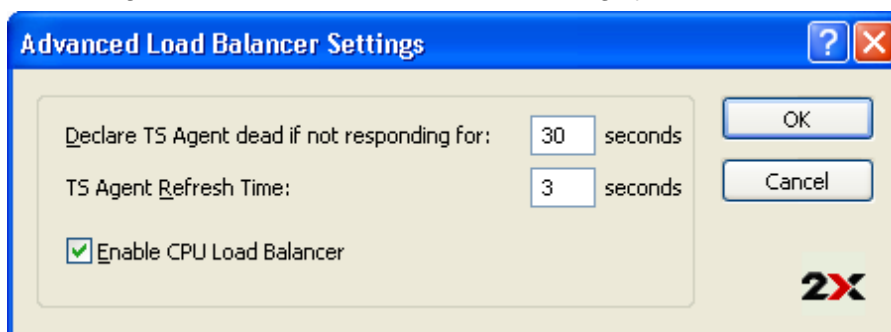 Advanced Load Balancer Settings
Declare TS Agent dead if not responding for: 30 seconds
OK
TS Agent Refresh Time: 3 seconds
Cancel
Enable CPU Load Balancer
2X